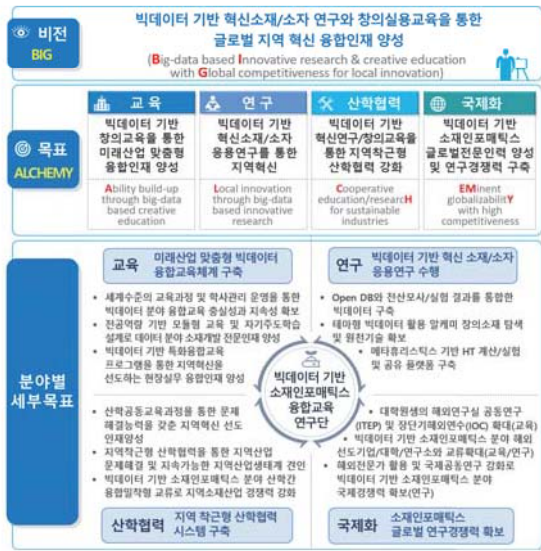 비전
BIG
빅데이터 기반 혁신소재/소자 연구와 창의실용교육을 통한
글로벌 지역 혁신 융합인재 양성
(Big-data based Innovative research & creative education
with Global competitiveness for local innovation)
목표
ALCHEMY
교 육
빅데이터 기반
창의교육을 통한
미래산업 맞춤형
융합인재 양성
Ability build-up
through big-data
based creative
education
연 구
빅데이터 기반
혁신소재/소자
응용연구를 통한
지역혁신
Local innovation
through big-data
based innovative
research
산학협력
빅데이터 기반
혁신연구/창의교육을
통한 지역착근형
산학협력 강화
Cooperative
education/researcH
for sustainable
industries
국제화
빅데이터 기반
소재인포매틱스
글로벌전문인력 양성
및 연구경쟁력 구축
EMinent
globalizabilitY
with high
competitiveness
분야별
세부목표
교육 미래산업 맞춤형 빅데이터
융합교육체계 구축
• 세계수준의 교육과정 및 학사관리 운영을 통한
빅데이터 분야 융합교육 충실성과 지속성 확보
• 전공역량 기반 모듈형 교육 및 자기주도학습
설계로 데이터 분야 소재개발 전문인재 양성
• 빅데이터 기반 특화융합교육
프로그램을 통한 지역혁신을
선도하는 현장실무 융합인재 양성
연구 빅데이터 기반 혁신 소재/소자
응용연구 수행
• Open DB와 전산모사/실험 결과를 통합한
빅데이터 구축
• 테마형 빅데이터 활용 알케미 창의소재 탐색
및 원천기술 확보
• 메타휴리스틱스 기반 HT 계산/실험
및 공유 플랫폼 구축
빅데이터 기반
소재인포매틱스
융합교육
연구단
• 산학공동교육과정을 통한 문제
해결능력을 갖춘 지역혁신 선도
인재양성
• 지역착근형 산학협력을 통한 지역산업
문제해결 및 지속가능한 지역산업생태계 견인
• 빅데이터 기반 소재인포매틱스 분야 산학간
융합밀착형 교류로 지역소재산업 경쟁력 강화
산학협력 지역 착근형 산학협력
시스템 구축
• 대학원생의 해외연구실 공동연구
(ITEP) 및 장단기해외연수(IOC) 확대(교육)
• 빅데이터 기반 소재인포매틱스 분야 해외
선도기업/대학/연구소와 교류확대(교육/연구)
• 해외전문가 활용 및 국제공동연구 강화로
빅데이터 기반 소재인포매틱스 분야
국제경쟁력 확보(연구)
국제화 소재인포매틱스
글로벌 연구경쟁력 확보